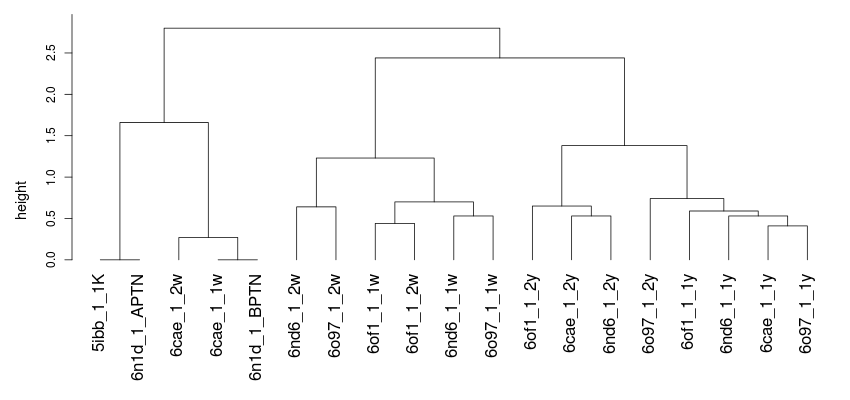 height
2.5
2.0
1.5
1.0
0.5
0.0
5ibb_1_1K
6n1d_1_APTN
6cae_1_2w
6cae_1_1w
6n1d_1_BPTN
6nd6_1_2w
6o97_1_2w
6of1_1_1w
6of1_1_2w
6nd6_1_1w
6o97_1_1w
6of1_1_2y
6cae_1_2y
6nd6_1_2y
6o97_1_2y
6of1_1_1y
6nd6_1_1y
6cae_1_1y
6o97_1_1y